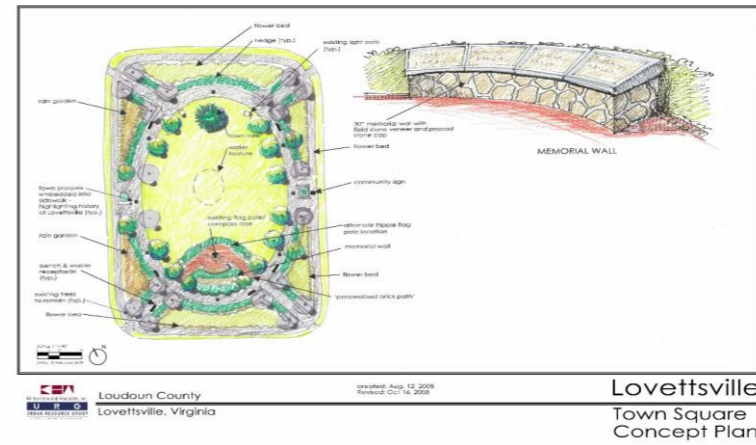 flower bed
hedge (typ.)
existing light pole
(typ.)
rain garden
water
feature
flower bed
community sign
town plaques
embedded into
sidewalk -
highlighting history
of Lovettsville (typ.)
existing flag pole/
compass rose
alternate tripple flag
pole location
rain garden
memorial wall
bench & waster
receptacle
(typ.)
flower bed
'personalized brick path'
existing trees
to remain (typ.)
flower bed
30" memorial wall with
field stone veneer and precast
stone cap
MEMORIAL WALL
N
URG
Loudoun County
Lovettsville, Virginia
created: Aug. 12, 2008
Revised: Oct 16, 2008
Lovettsville
Town Square
Concept Plan